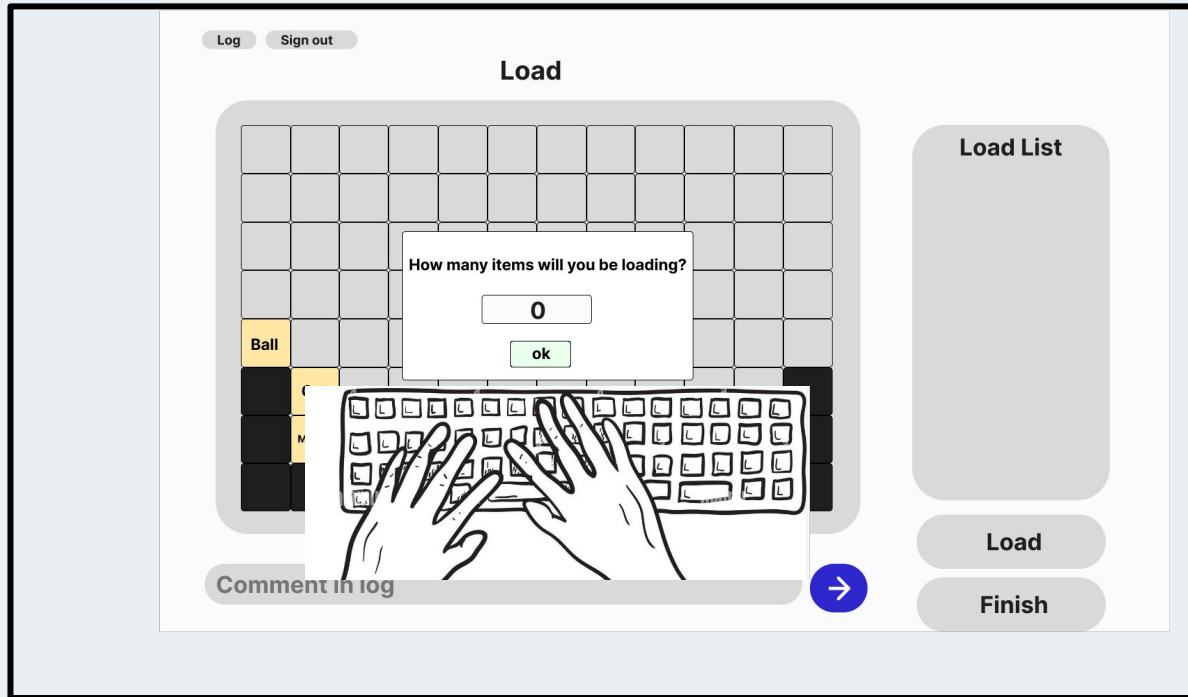 Log Sign out
Load
Load List
How many items will you be loading?
0
ok
Ball
Load
Comment in log
Finish